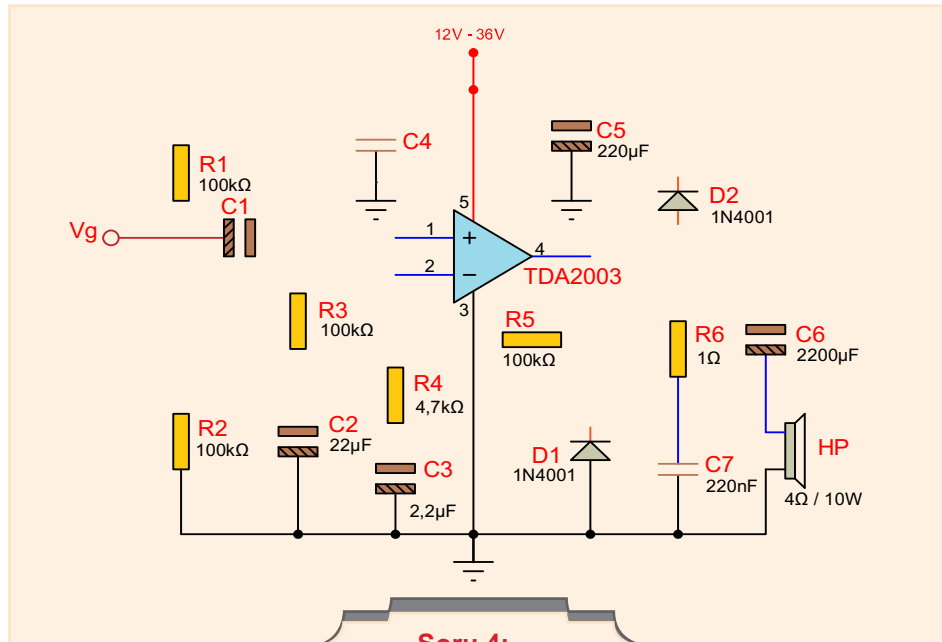 12V - 36V
C4
C5
220µF
R1
100kΩ
C1
D2
1N4001
Vg
5
1
+
4
2
−
TDA2003
3
R3
100kΩ
R5
100kΩ
R6
1Ω
C6
2200µF
R4
4,7kΩ
R2
100kΩ
C2
22µF
C3
2,2µF
D1
1N4001
C7
220nF
HP
4Ω / 10W
Soru 4: